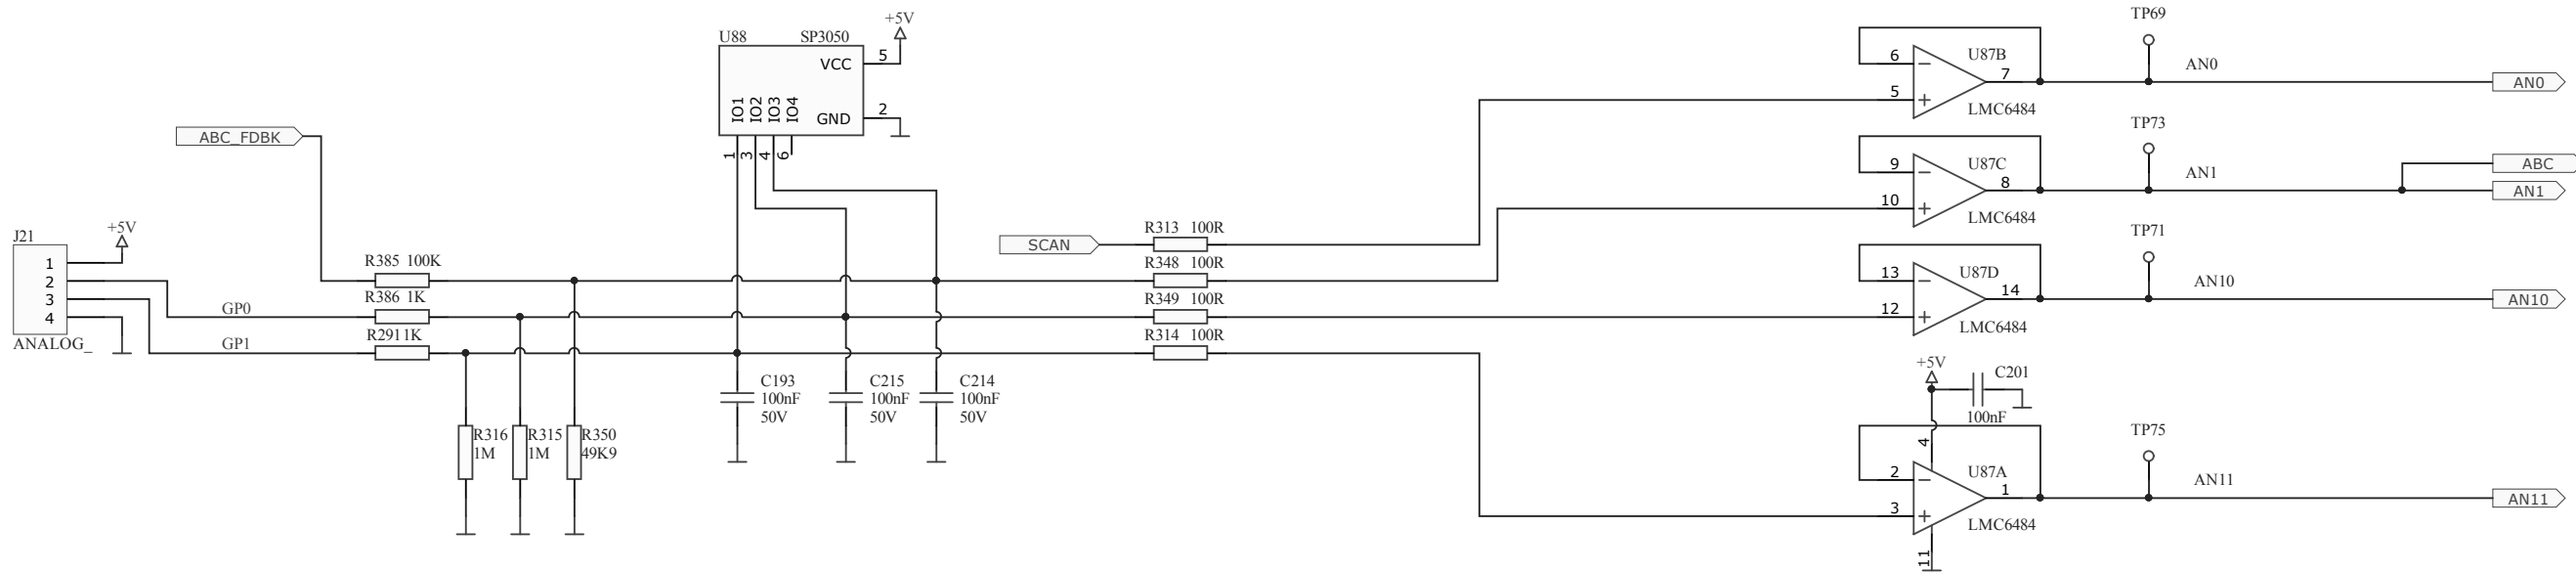 +5V
U88 SP3050
VCC 5
IO1 IO2 IO3 IO4
GND 2
1 3 4 6
ABC_FDBK
J21
+5V
1
2
3
4
ANALOG_
GP0
GP1
R385 100K
R386 1K
R291 1K
R316
1M
R315
1M
R350
49K9
C193
100nF
50V
C215
100nF
50V
C214
100nF
50V
SCAN
R313 100R
R348 100R
R349 100R
R314 100R
TP69
6 U87B
7 AN0 AN0
5
LMC6484
TP73
9 U87C
ABC
8 AN1 AN1
10
LMC6484
TP71
13 U87D
14 AN10 AN10
12
LMC6484
+5V C201
100nF
4
TP75
2 U87A
1 AN11 AN11
3
LMC6484
11